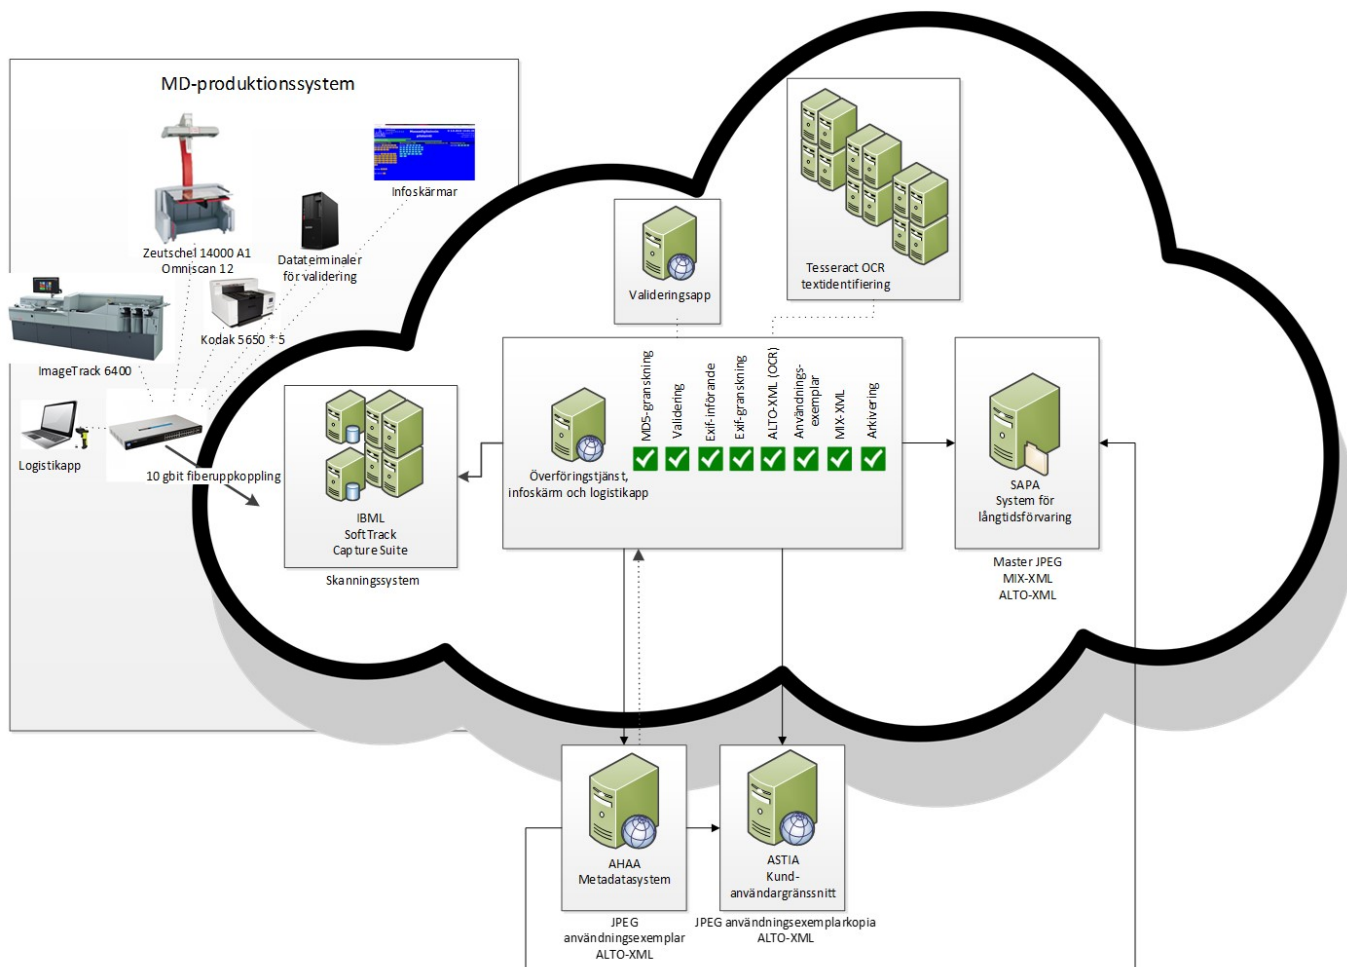 MD-produktionssystem
Infoskärmar
Zeutschel 14000 A1
Omniscan 12
Dataterminaler
för validering
Kodak 5650 * 5
ImageTrack 6400
Logistikapp
10 gbit fiberuppkoppling
IBML
SoftTrack
Capture Suite
Skanningssystem
Valideringsapp
Tesseract OCR
textidentifiering
Överföringstjänst,
infoskärm och logistikapp
MD5-granskning
Validering
Exif-införande
Exif-granskning
ALTO-XML (OCR)
Användnings-
exemplar
MIX-XML
Arkivering
SAPA
System för
långtidsförvaring
Master JPEG
MIX-XML
ALTO-XML
AHAA
Metadatasystem
JPEG
användningsexemplar
ALTO-XML
ASTIA
Kund-
användargränssnitt
JPEG användningsexemplarkopia
ALTO-XML